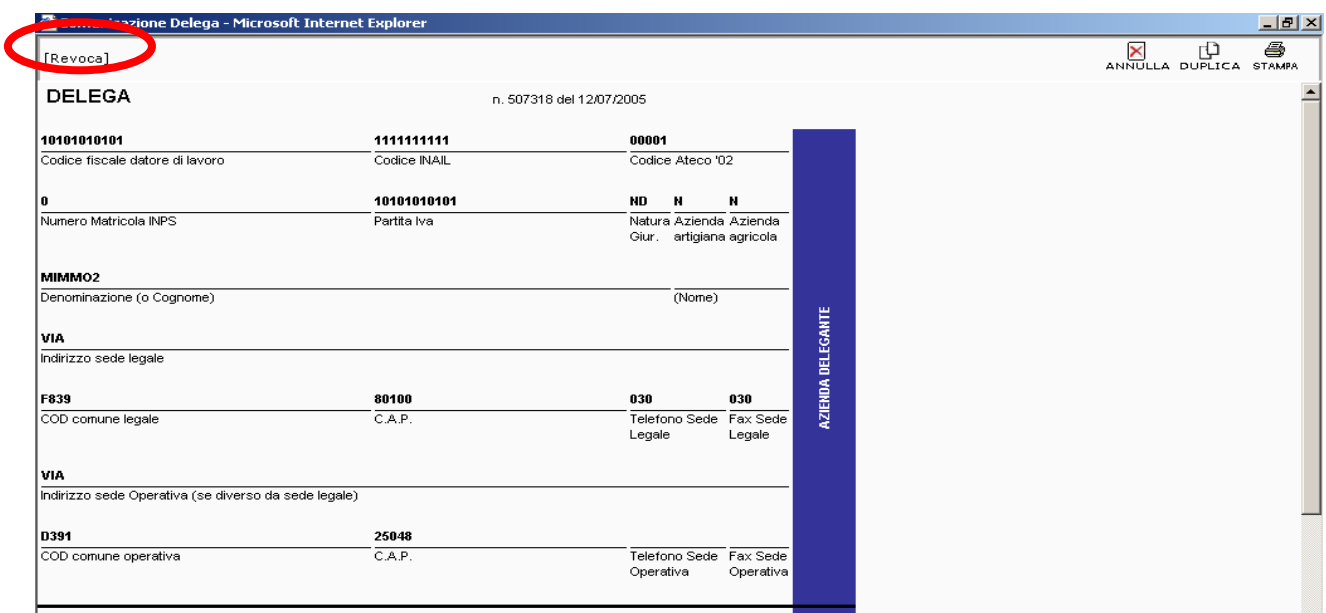 Comunicazione Delega - Microsoft Internet Explorer
[Revoca]
ANNULLA DUPLICA STAMPA
DELEGA n. 507318 del 12/07/2005
10101010101 1111111111 00001
Codice fiscale datore di lavoro Codice INAIL Codice Ateco '02
0 10101010101 ND N N
Numero Matricola INPS Partita Iva Natura Azienda Azienda
Giur. artigiana agricola
MIMMO2
Denominazione (o Cognome) (Nome)
VIA
Indirizzo sede legale
F839 80100 030 030
COD comune legale C.A.P. Telefono Sede Fax Sede
Legale Legale
VIA
Indirizzo sede Operativa (se diverso da sede legale)
D391 25048
COD comune operativa C.A.P. Telefono Sede Fax Sede
Operativa Operativa
AZIENDA DELEGANTE